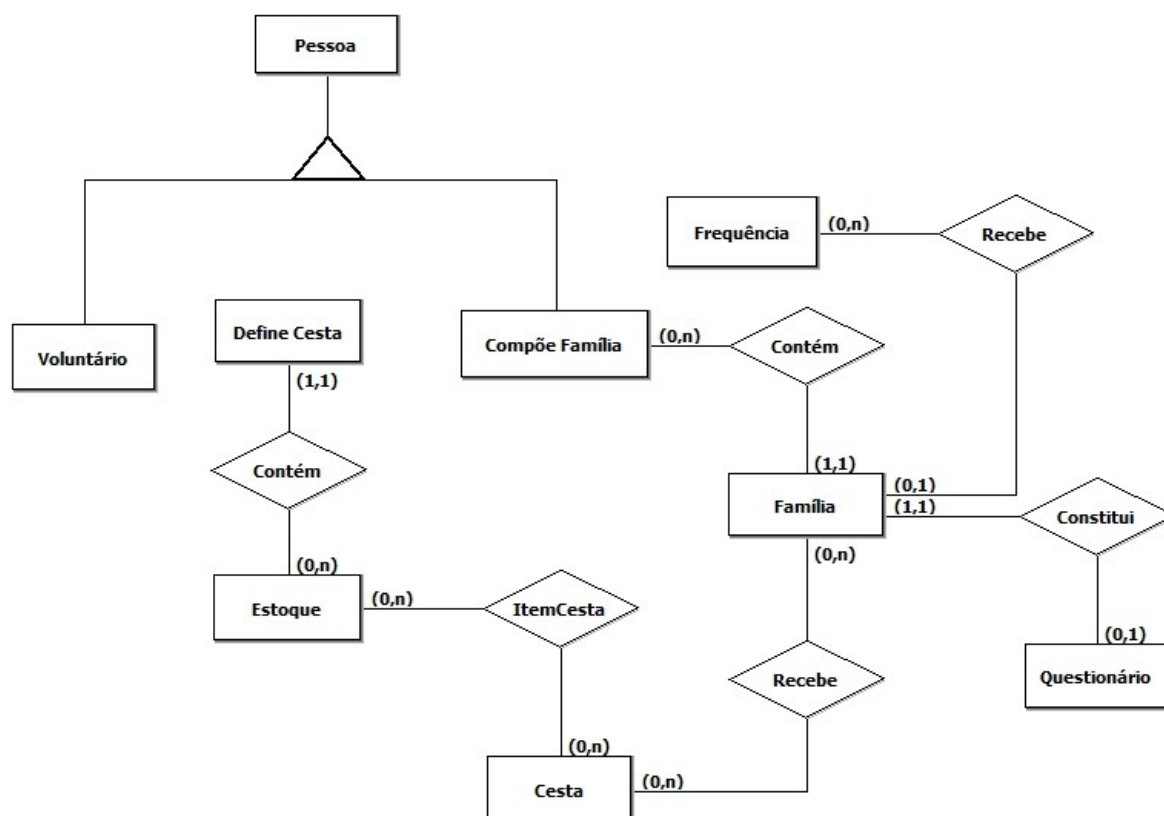 Pessoa
Frequência
(0,n)
Recebe
Voluntário
Define Cesta
(1,1)
Compõe Família
(0,n)
Contém
Contém
(1,1)
Família
(0,1)
(1,1)
Constitui
(0,n)
(0,n)
Estoque
(0,n)
ItemCesta
(0,1)
Questionário
Recebe
(0,n)
Cesta
(0,n)